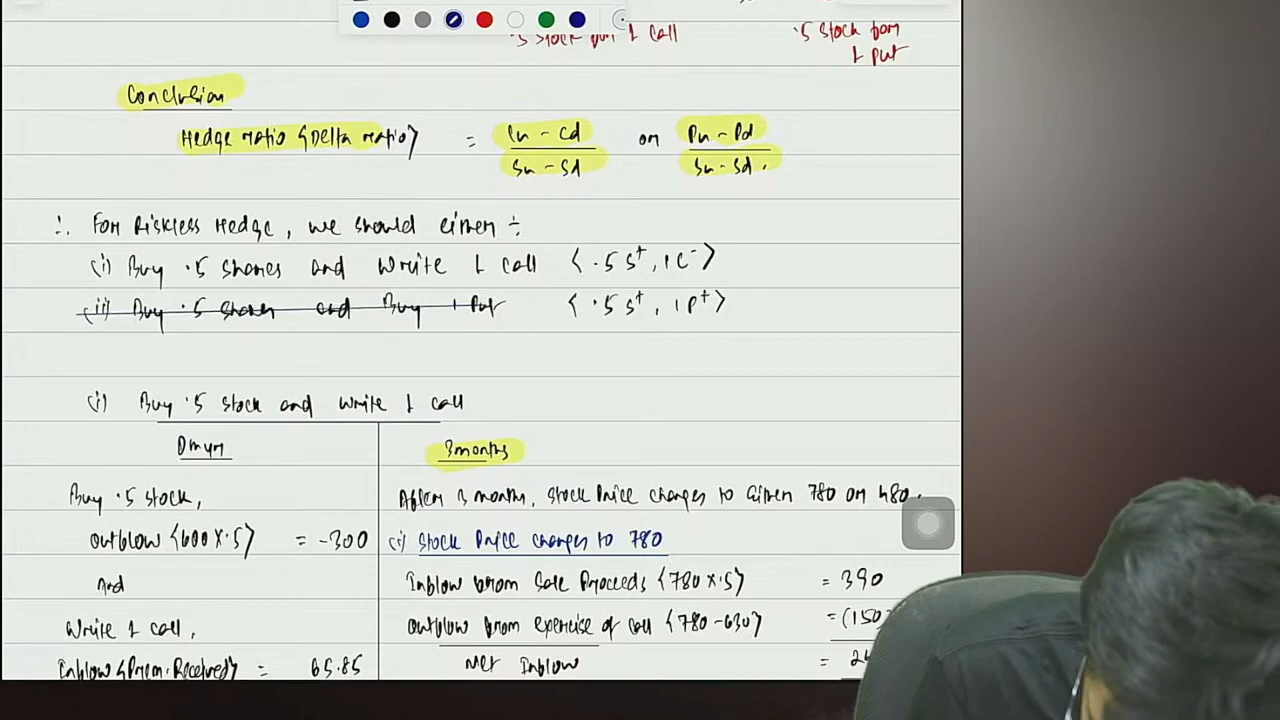 .5 Stock for 1 call .5 Stock for
1 put
Conclusion
Hedge ratio {Delta ratio} = Cu - Cd / Su - Sd or Pu - Pd / Su - Sd.
∴ For Riskless Hedge, we should either ÷
(i) Buy .5 shares and write 1 call { .5 S+, 1C- }
(ii) Buy .5 shares and Buy 1 Put { .5 S+, 1P+ }
(i) Buy .5 stock and write 1 call
3 months
Buy .5 stock, After 3 months, stock Price changes to either 780 or 480.
outflow {600 X .5} = -300 (i) Stock Price changes to 780
And Inflow from Sale Proceeds {780 X .5} = 390
Write 1 call, outflow from exercise of call {780-630} = (150
Inflow {Prem. Received} = 65.85 Net Inflow = 24